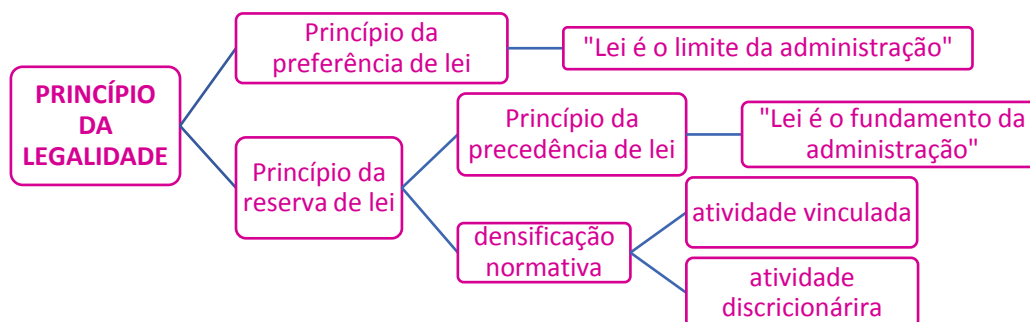 PRINCÍPIO
DA
LEGALIDADE
Princípio da
preferência de lei
"Lei é o limite da administração"
Princípio da
reserva de lei
Princípio da
precedência de lei
"Lei é o fundamento da
administração"
densificação
normativa
atividade vinculada
atividade
discricionárira